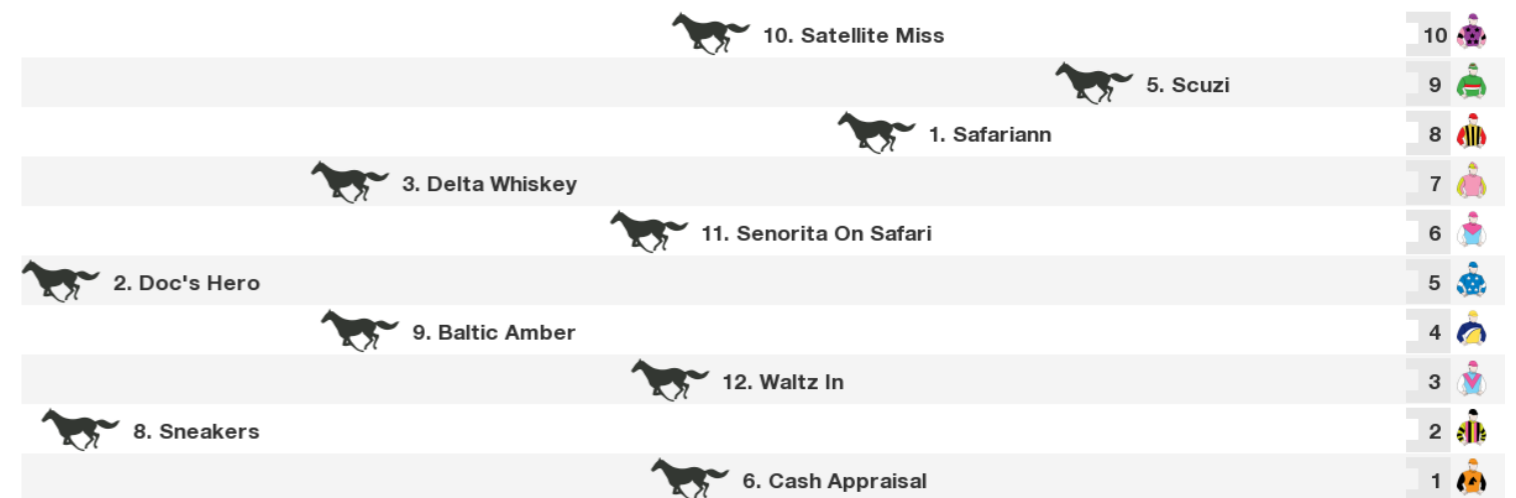 10. Satellite Miss 10
5. Scuzi 9
1. Safariann 8
3. Delta Whiskey 7
11. Senorita On Safari 6
2. Doc's Hero 5
9. Baltic Amber 4
12. Waltz In 3
8. Sneakers 2
6. Cash Appraisal 1